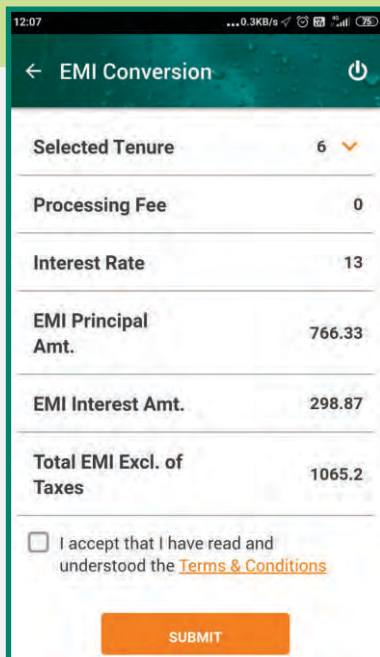 12:07 ...0.3KB/s 4G 75
← EMI Conversion
Selected Tenure 6
Processing Fee 0
Interest Rate 13
EMI Principal
Amt. 766.33
EMI Interest Amt. 298.87
Total EMI Excl. of
Taxes 1065.2
I accept that I have read and
understood the Terms & Conditions
SUBMIT